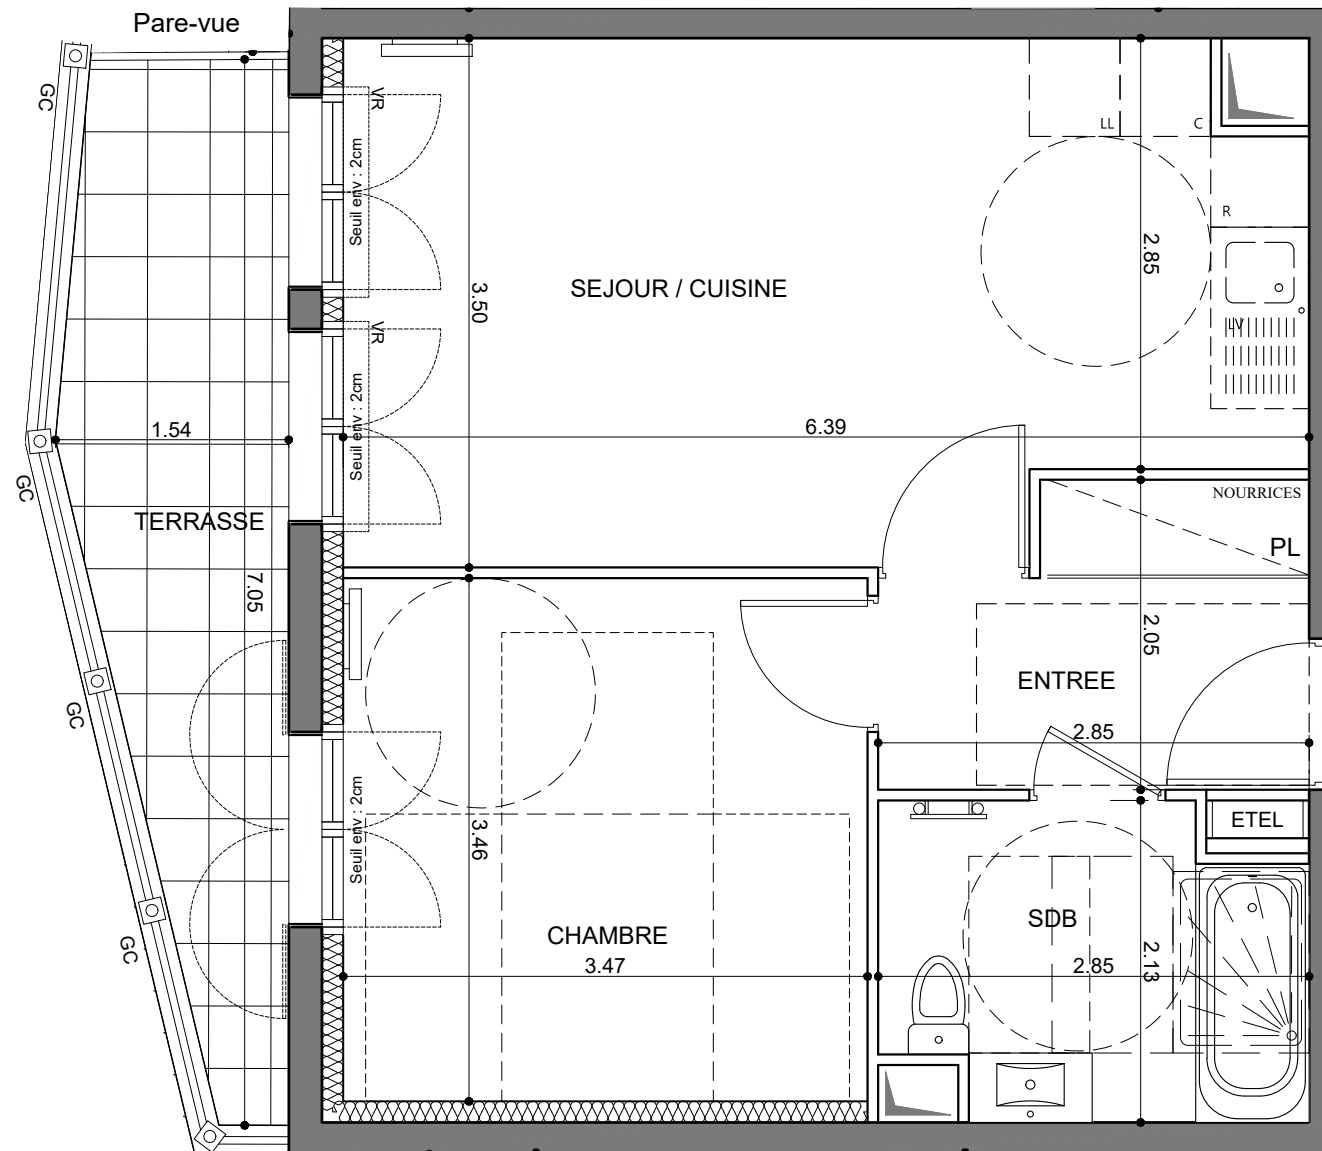 Pare-vue
GC
VR
Seuil env : 2cm
LL
C
R
2.85
3.50
SEJOUR / CUISINE
LV
VR
Seuil env : 2cm
1.54
6.39
GC
TERRASSE
NOURRICES
PL
7.05
2.05
ENTREE
GC
2.85
Seuil env : 2cm
3.46
ETEL
GC
CHAMBRE
SDB
3.47
2.85
2.13